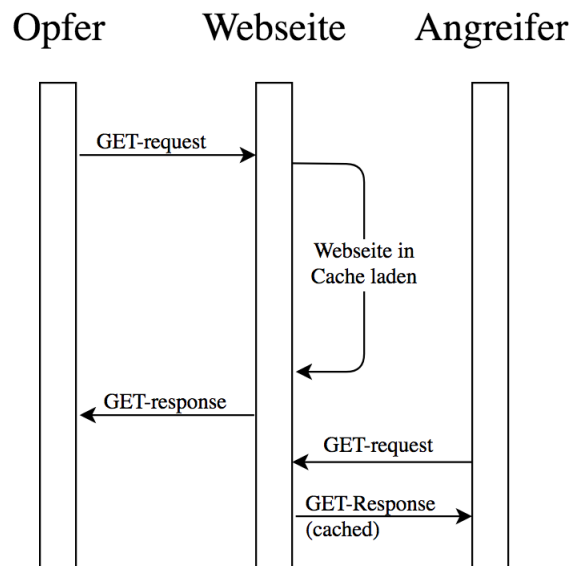 Opfer Webseite Angreifer
GET-request
Webseite in
Cache laden
GET-response
GET-request
GET-Response
(cached)